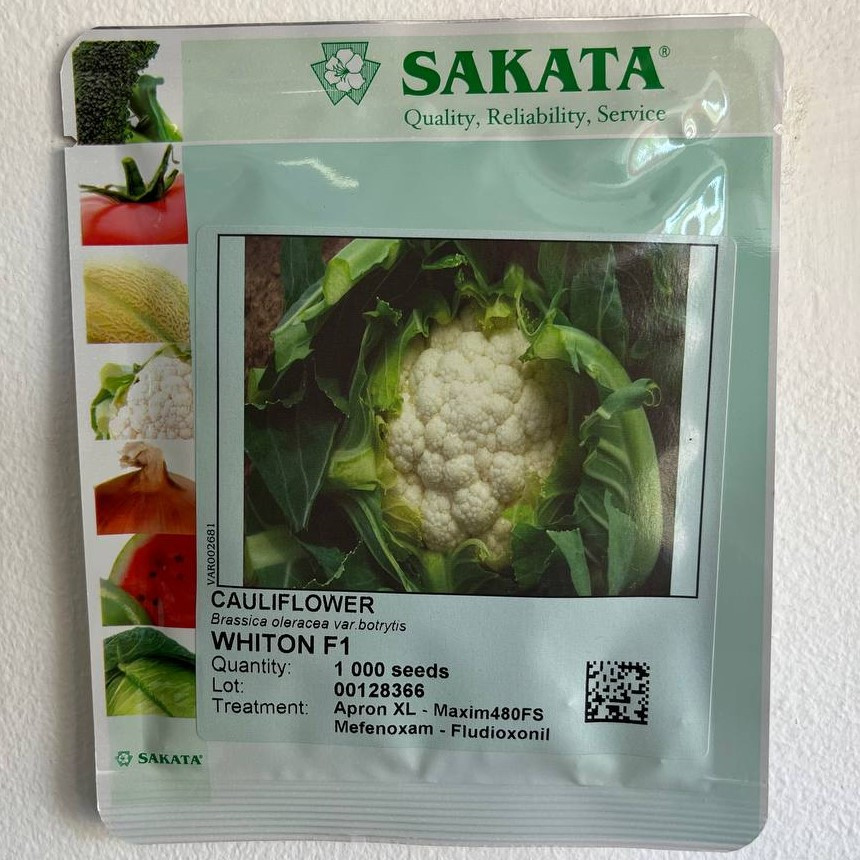 SAKATA®
Quality, Reliability, Service
VAR002681
CAULIFLOWER
Brassica oleracea var.botrytis
WHITON F1
Quantity: 1 000 seeds
Lot: 00128366
Treatment: Apron XL - Maxim480FS
Mefenoxam - Fludioxonil
SAKATA®